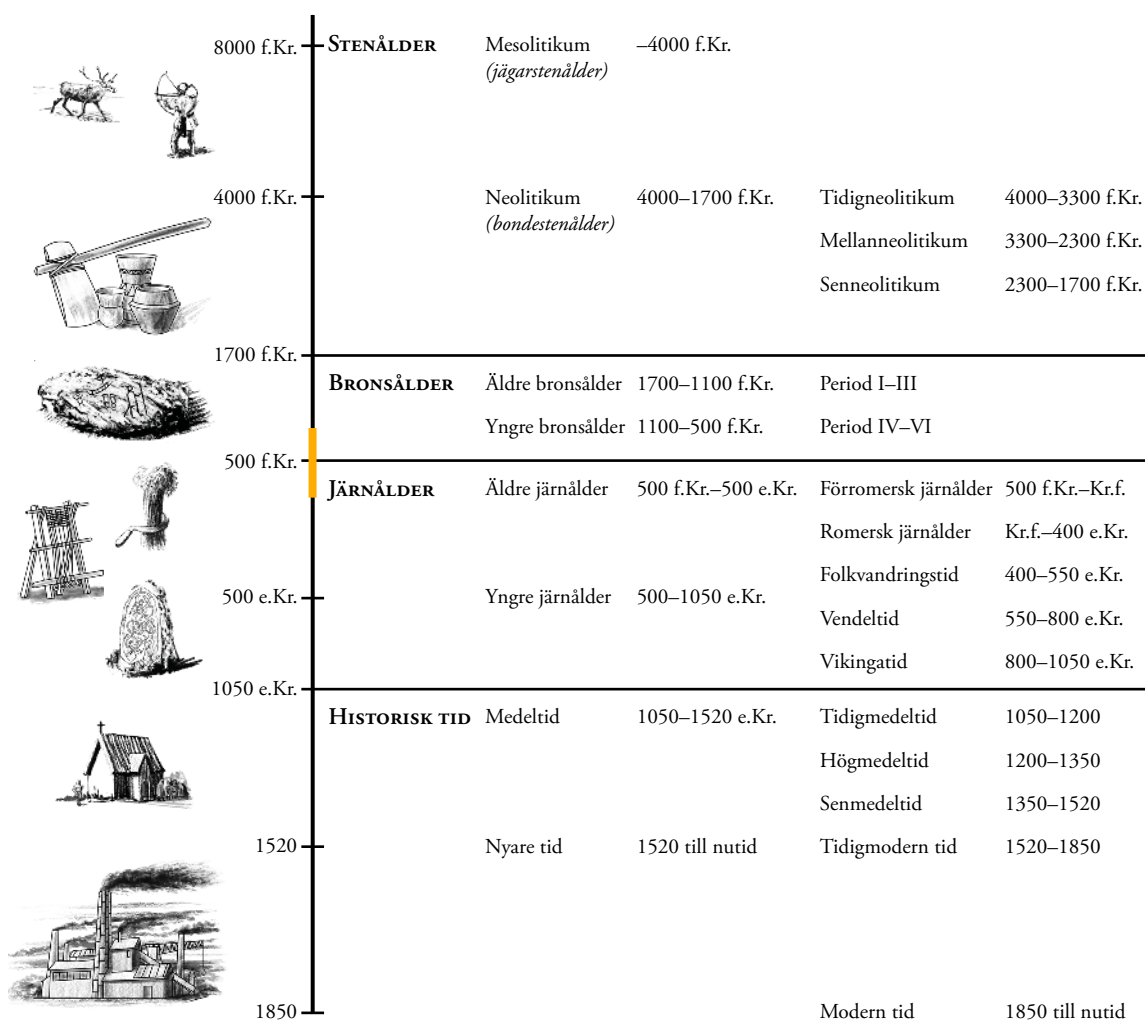 8000 f.Kr. STENÅLDER Mesolitikum –4000 f.Kr.
(jägarstenålder)
4000 f.Kr. Neolitikum 4000–1700 f.Kr. Tidigneolitikum 4000–3300 f.Kr.
(bondestenålder)
Mellanneolitikum 3300–2300 f.Kr.
Senneolitikum 2300–1700 f.Kr.
1700 f.Kr.
BRONSÅLDER Äldre bronsålder 1700–1100 f.Kr. Period I–III
Yngre bronsålder 1100–500 f.Kr. Period IV–VI
500 f.Kr.
JÄRNÅLDER Äldre järnålder 500 f.Kr.–500 e.Kr. Förromersk järnålder 500 f.Kr.–Kr.f.
Romersk järnålder Kr.f.–400 e.Kr.
Folkvandringstid 400–550 e.Kr.
500 e.Kr. Yngre järnålder 500–1050 e.Kr.
Vendeltid 550–800 e.Kr.
Vikingatid 800–1050 e.Kr.
1050 e.Kr.
HISTORISK TID Medeltid 1050–1520 e.Kr. Tidigmedeltid 1050–1200
Högmedeltid 1200–1350
Senmedeltid 1350–1520
1520 Nyare tid 1520 till nutid Tidigmodern tid 1520–1850
1850 Modern tid 1850 till nutid